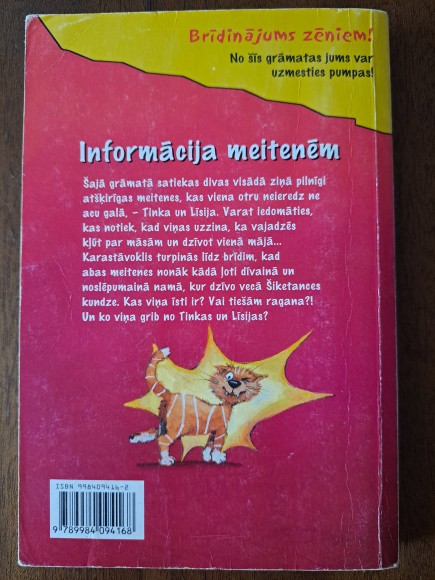 Brīdinājums zēniem!
No šīs grāmatas jums var
uzmesties pumpas!
Informācija meitenēm
Šajā grāmatā satiekas divas visādā ziņā pilnīgi
atšķirīgas meitenes, kas viena otru neieredz ne
acu galā, – Tinka un Līsija. Varat iedomāties,
kas notiek, kad viņas uzzina, ka vajadzēs
kļūt par māsām un dzīvot vienā mājā...
Karastāvoklis turpinās līdz brīdim, kad
abas meitenes nonāk kādā ļoti dīvainā un
noslēpumainā namā, kur dzīvo vecā Šiketances
kundze. Kas viņa īsti ir? Vai tiešām ragana?!
Un ko viņa grib no Tinkas un Līsijas?
ISBN 998409416-2
9 789984 094168